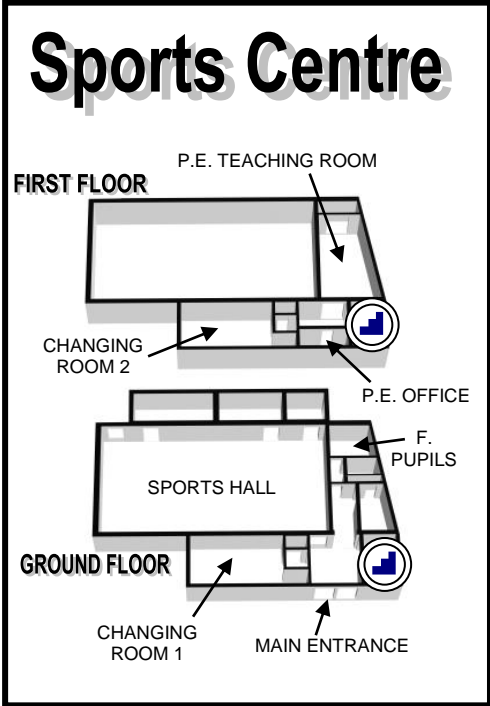 Sports Centre
P.E. TEACHING ROOM
FIRST FLOOR
CHANGING
ROOM 2
P.E. OFFICE
F.
PUPILS
SPORTS HALL
GROUND FLOOR
CHANGING
ROOM 1
MAIN ENTRANCE